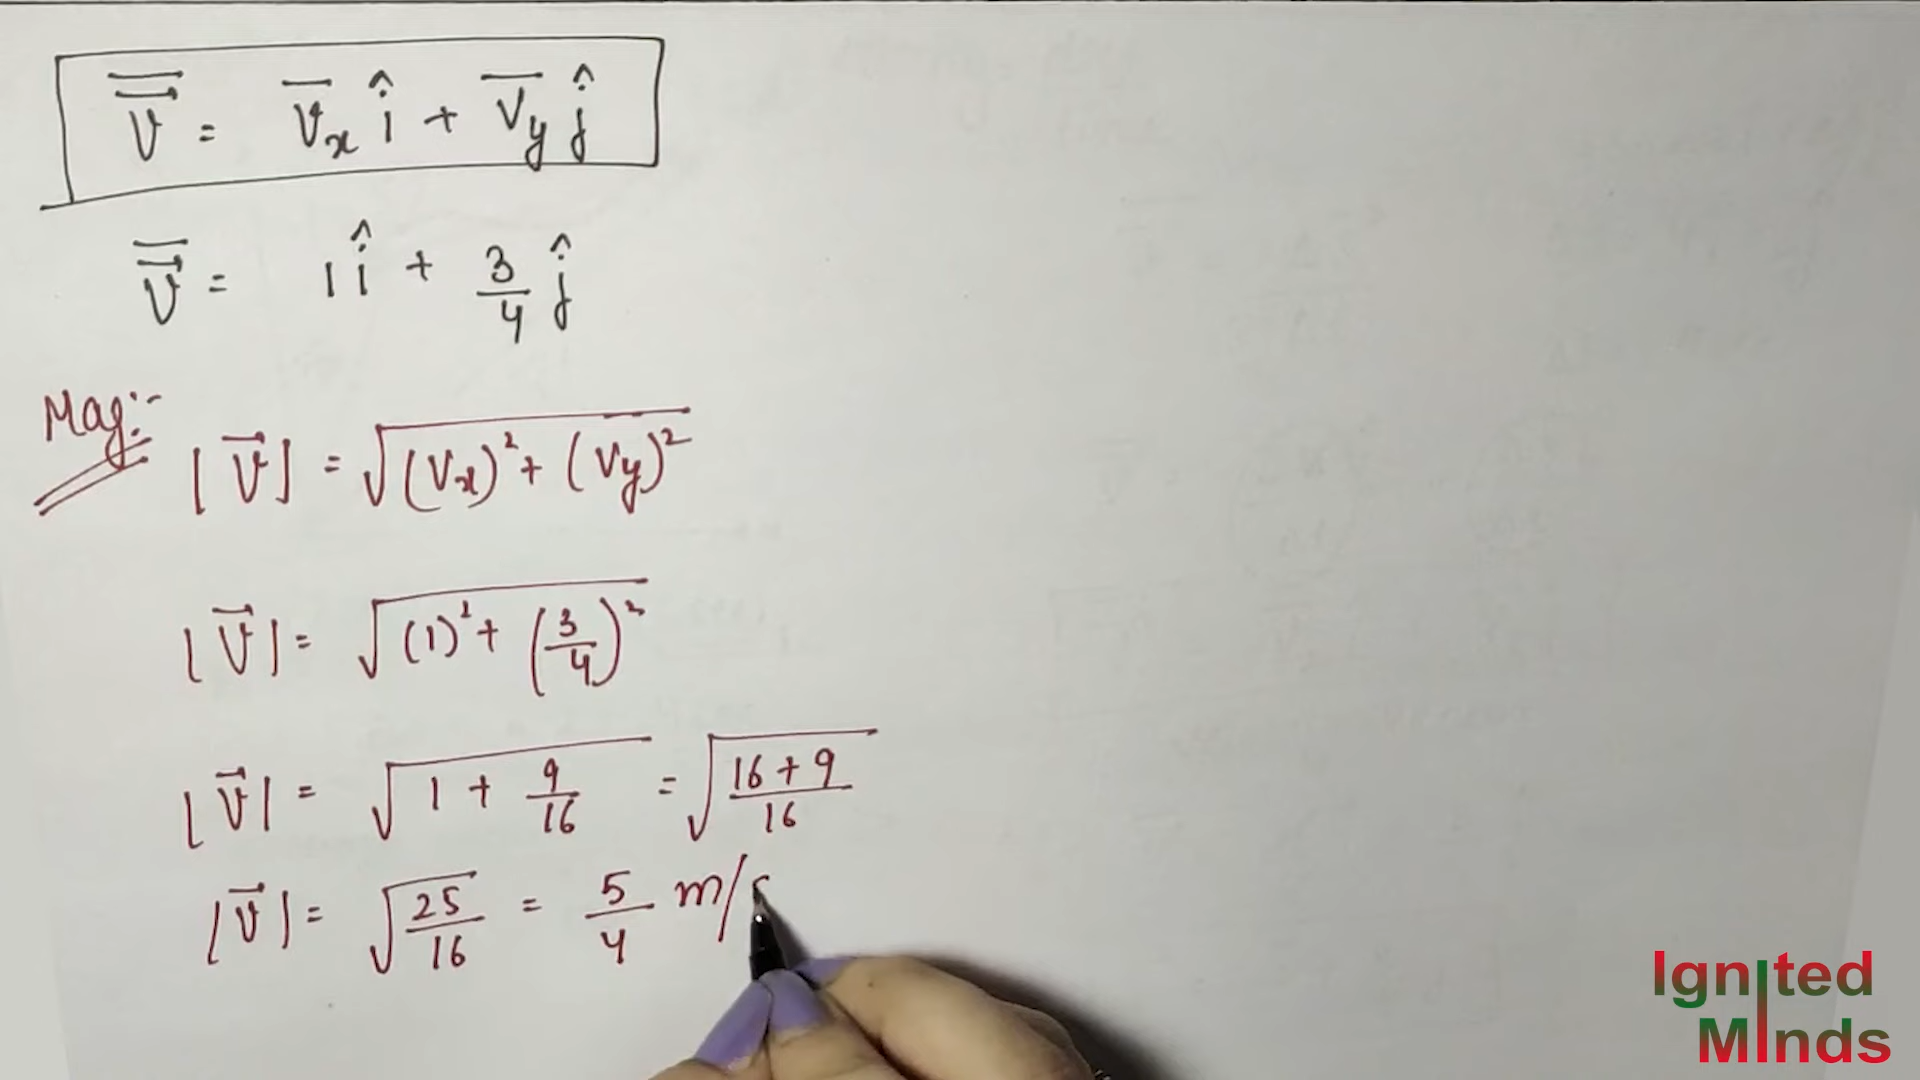 V̿ = V̅x î + V̅y ĵ
V̿ = 1 î + 3/4 ĵ
Mag:-
|V⃗| = √((Vx)² + (Vy)²)
|V⃗| = √((1)² + (3/4)²)
|V⃗| = √(1 + 9/16) = √((16+9)/16)
|V⃗| = √(25/16) = 5/4 m/s
Ignited
Minds